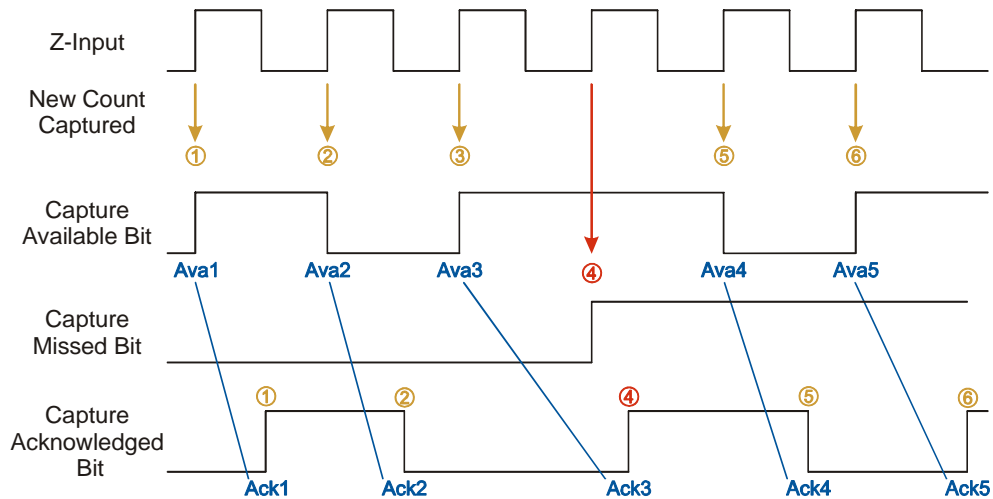 Z-Input
New Count
Captured
① ② ③ ⑤ ⑥
Capture
Available Bit
Ava1 Ava2 Ava3 ④ Ava4 Ava5
Capture
Missed Bit
① ② ④ ⑤ ⑥
Capture
Acknowledged
Bit
Ack1 Ack2 Ack3 Ack4 Ack5